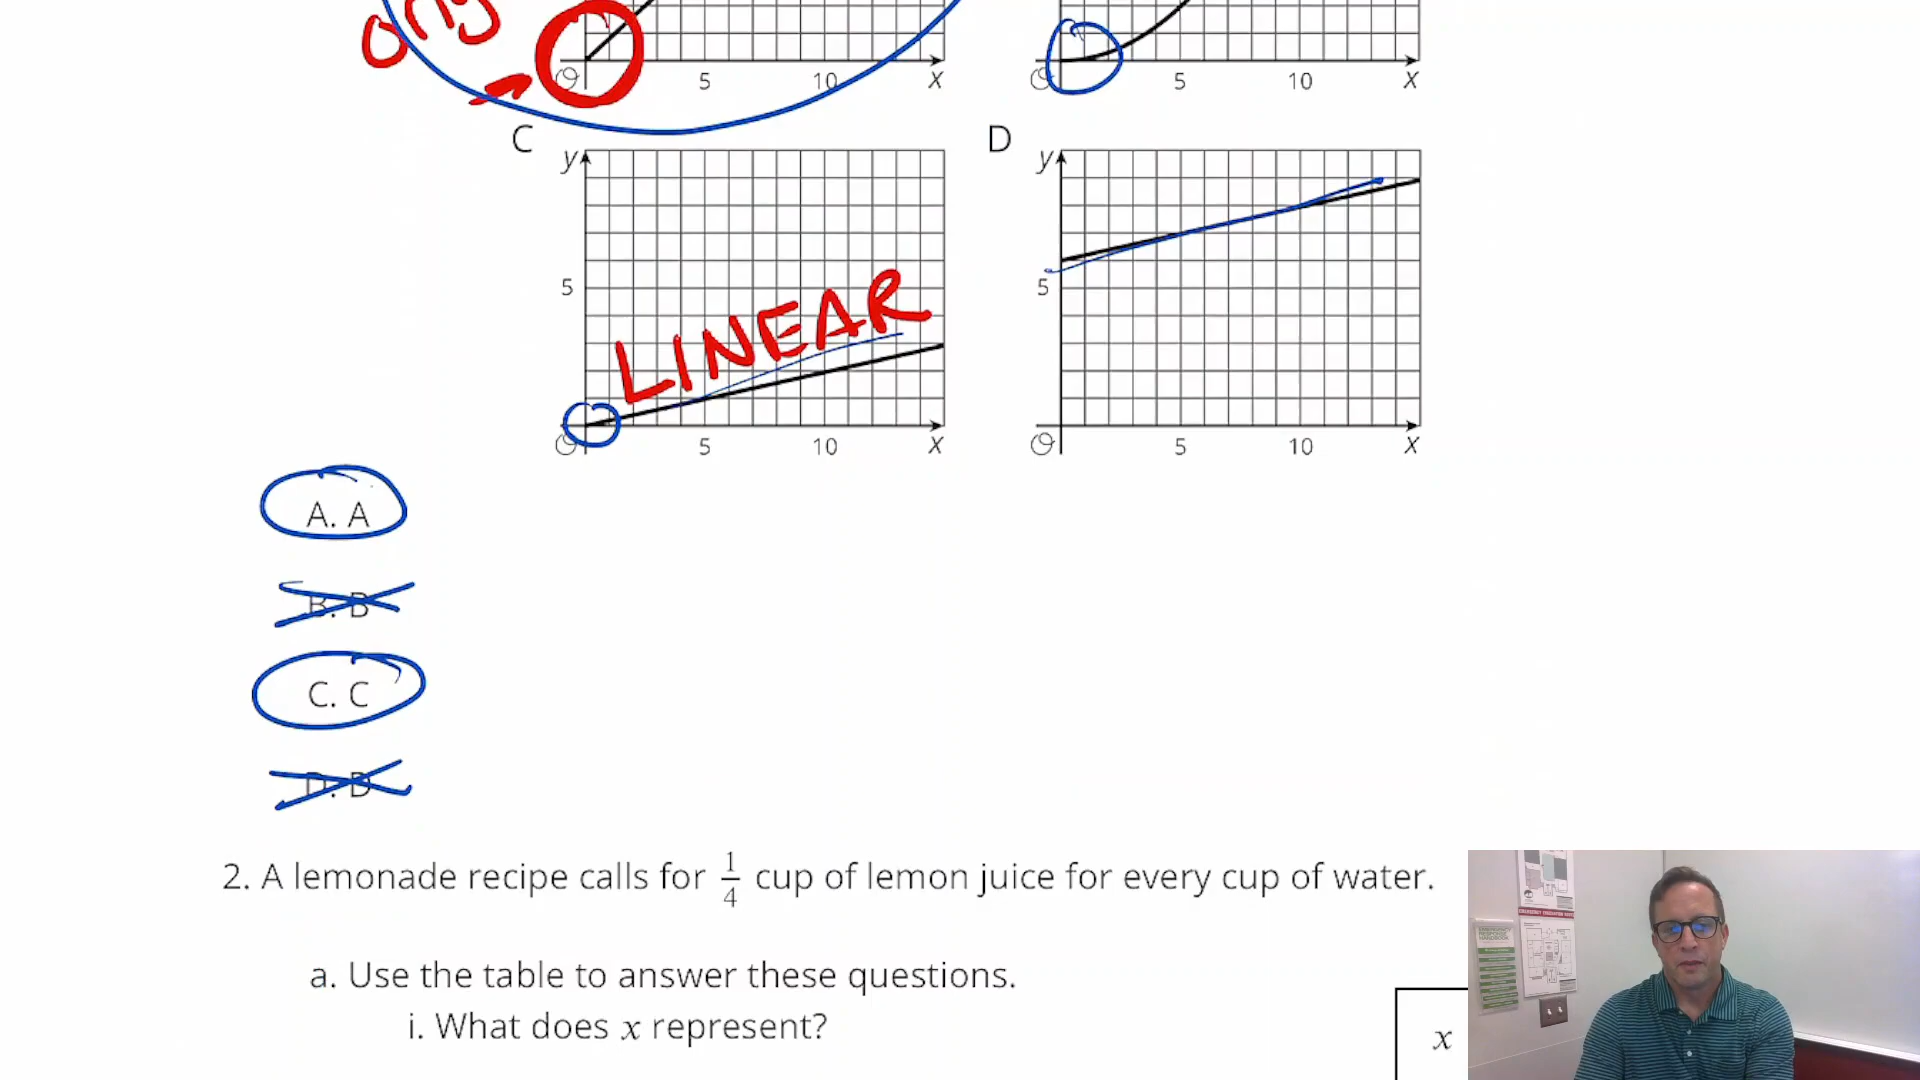 orig
5 10 x
5 10 x
C
D
y
y
5
5
LINEAR
O 5 10 x
O 5 10 x
A. A
B. B
C. C
D. D
2. A lemonade recipe calls for 1/4 cup of lemon juice for every cup of water.
a. Use the table to answer these questions.
i. What does x represent?
x